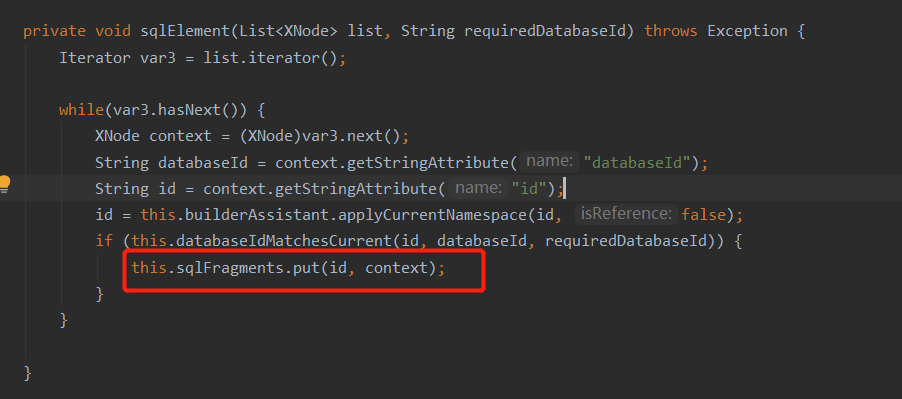 private void sqlElement(List<XNode> list, String requiredDatabaseId) throws Exception {
Iterator var3 = list.iterator();
while(var3.hasNext()) {
XNode context = (XNode)var3.next();
String databaseId = context.getStringAttribute( name: "databaseId");
String id = context.getStringAttribute( name: "id");
id = this.builderAssistant.applyCurrentNamespace(id, isReference: false);
if (this.databaseIdMatchesCurrent(id, databaseId, requiredDatabaseId)) {
this.sqlFragments.put(id, context);
}
}
}